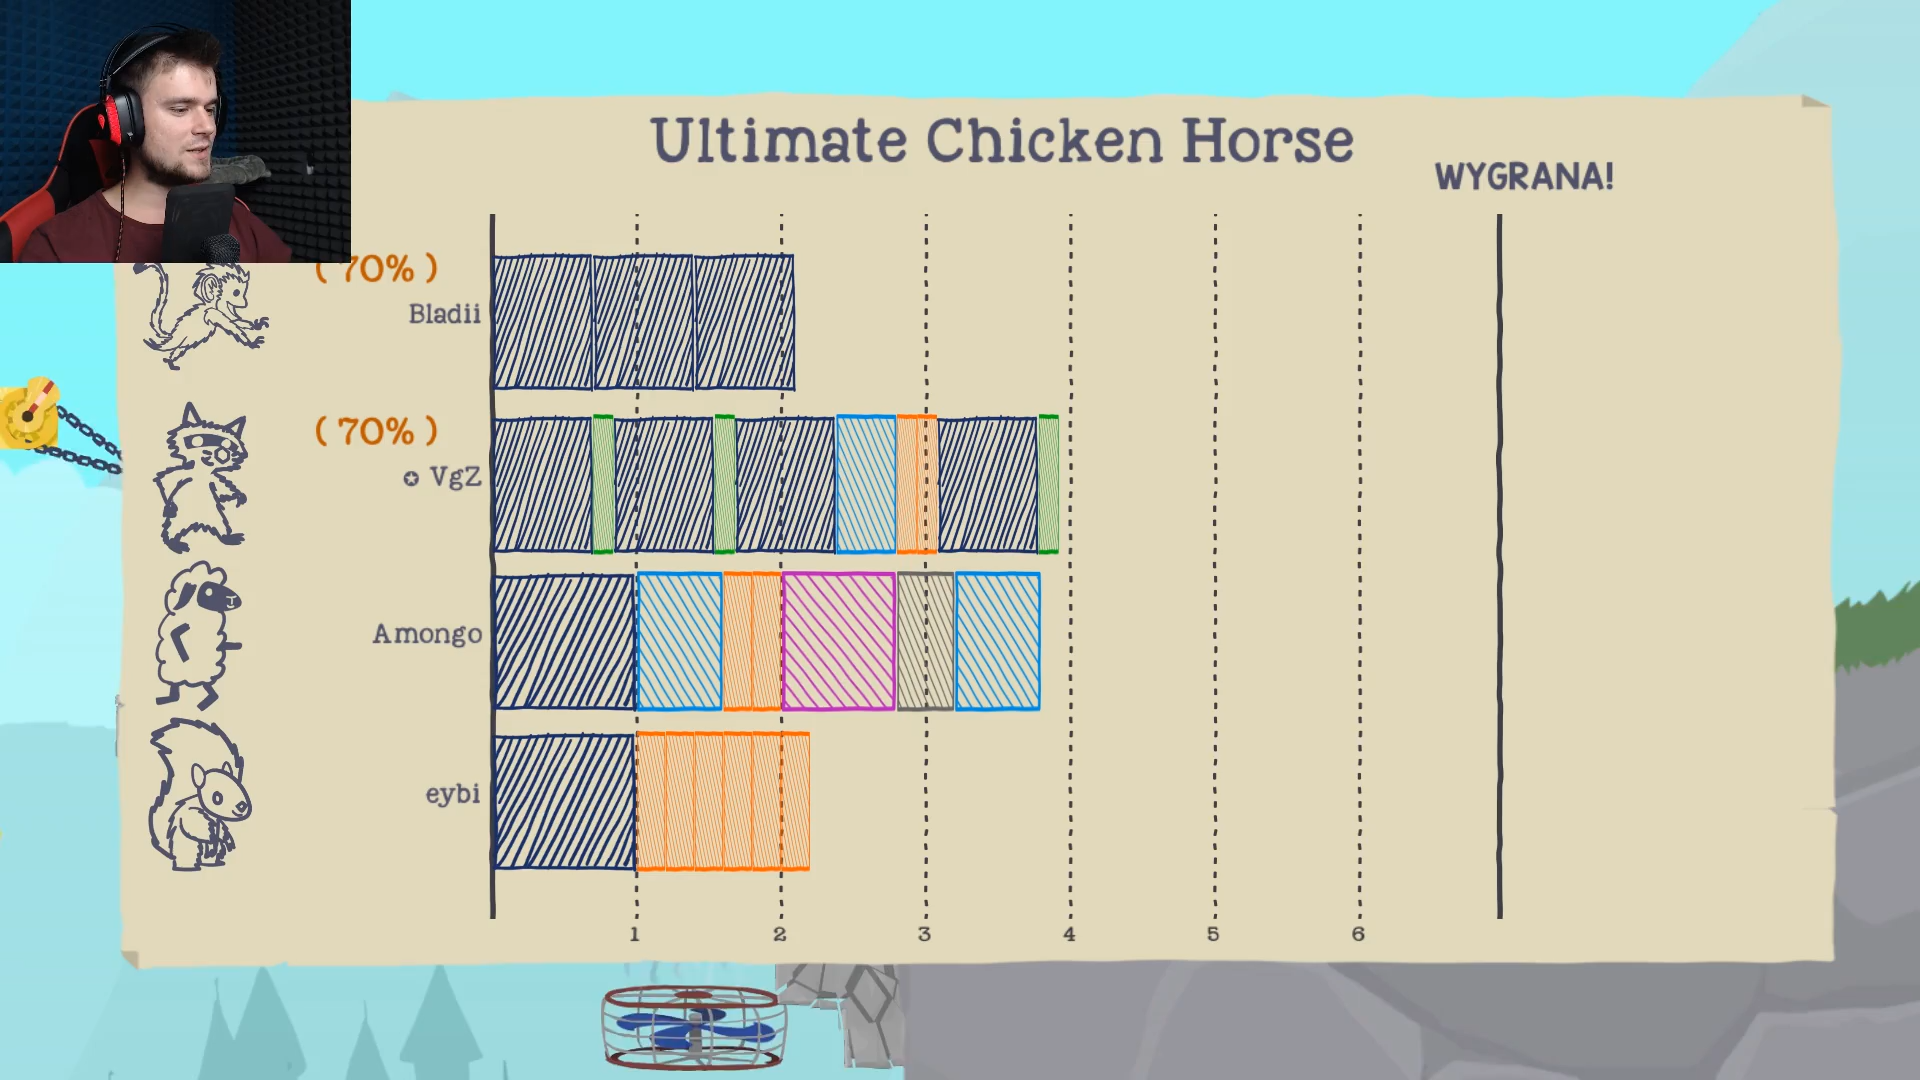 Ultimate Chicken Horse
WYGRANA!
( 70% )
Bladii
( 70% )
VgZ
Amongo
eybi
1 2 3 4 5 6